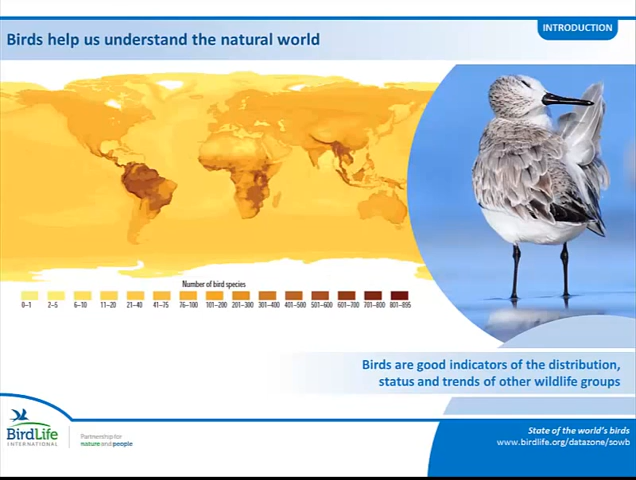 INTRODUCTION
Birds help us understand the natural world
Number of bird species
0–1 2–5 6–10 11–20 21–40 41–75 76–100 101–200 201–300 301–400 401–500 501–600 601–700 701–800 801–895
Birds are good indicators of the distribution,
status and trends of other wildlife groups
BirdLife
INTERNATIONAL
Partnership for
nature and people
State of the world's birds
www.birdlife.org/datazone/sowb